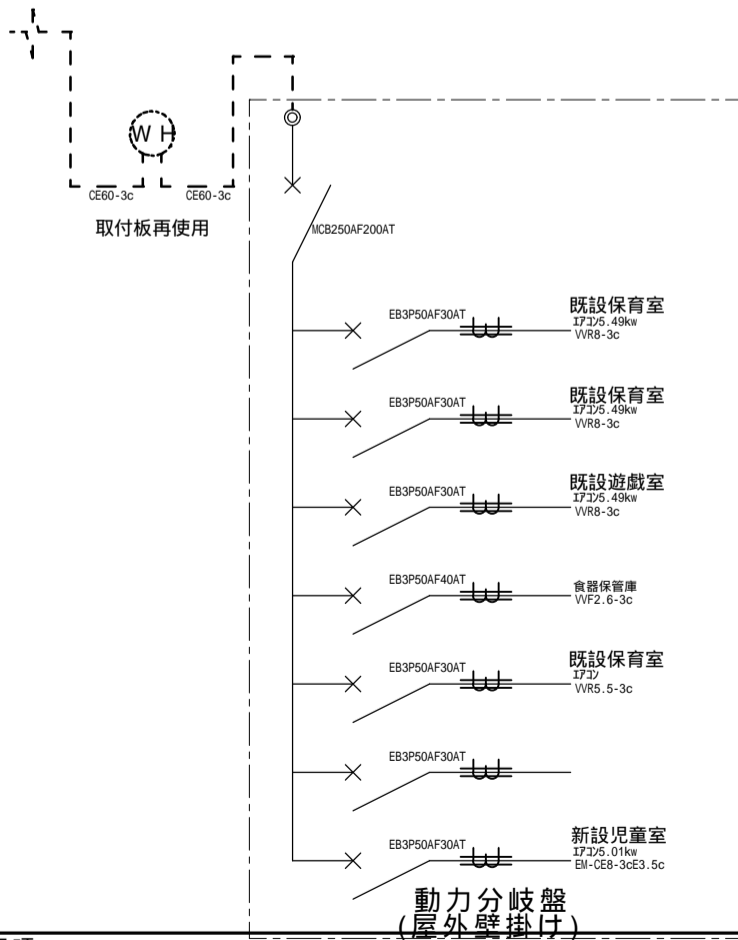 W H
CE60-3c
CE60-3c
取付板再使用
MCB250AF200AT
EB3P50AF30AT
既設保育室
エアコン5.49kw
VVR8-3c
EB3P50AF30AT
既設保育室
エアコン5.49kw
VVR8-3c
EB3P50AF30AT
既設遊戯室
エアコン5.49kw
VVR8-3c
EB3P50AF40AT
食器保管庫
VVF2.6-3c
EB3P50AF30AT
既設保育室
エアコン
VVR5.5-3c
EB3P50AF30AT
EB3P50AF30AT
新設児童室
エアコン5.01kw
EM-CE8-3cE3.5c
動力分岐盤
(屋外壁掛け)